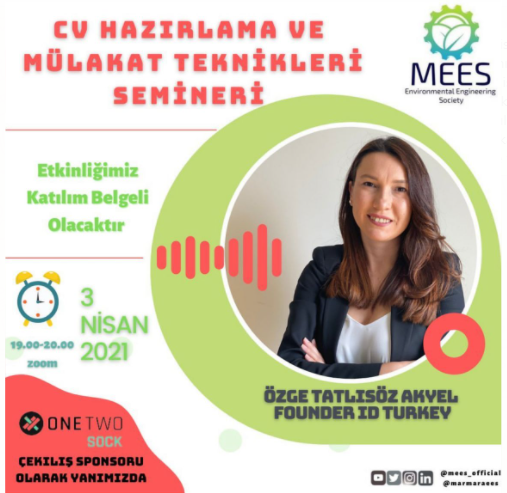 CV HAZIRLAMA VE
MÜLAKAT TEKNİKLERİ
SEMİNERİ
MEES
Environmental Engineering
Society
Etkinliğimiz
Katılım Belgeli
Olacaktır
3
NİSAN
2021
19.00-20.00
zoom
ÖZGE TATLISÖZ AKYEL
FOUNDER ID TURKEY
ONETWO
SOCK
ÇEKİLİŞ SPONSORU
OLARAK YANIMIZDA
@mees_official
@marmaraees